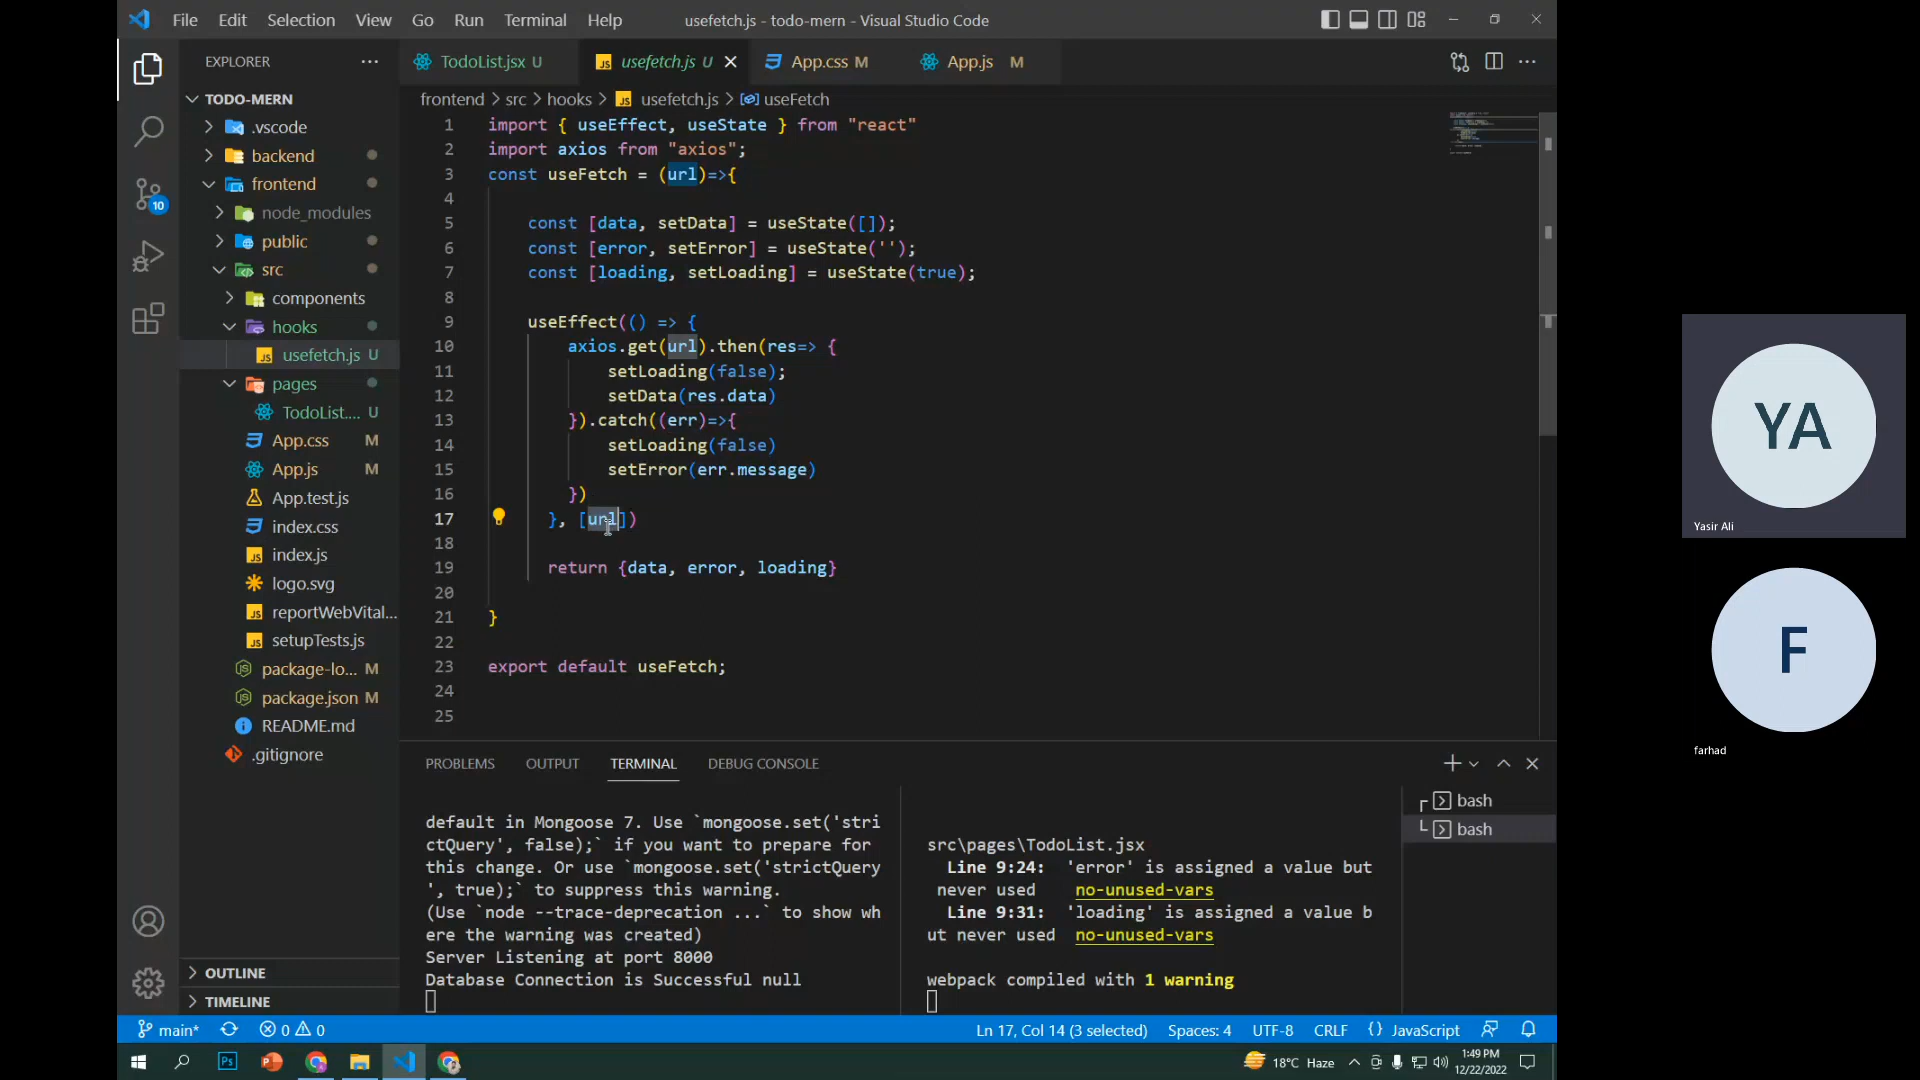 File Edit Selection View Go Run Terminal Help usefetch.js - todo-mern - Visual Studio Code
EXPLORER
TodoList.jsx U
usefetch.js U
App.css M
App.js M
frontend > src > hooks > usefetch.js > useFetch
TODO-MERN
.vscode
backend
frontend
node_modules
public
src
components
hooks
usefetch.js U
pages
TodoList.... U
App.css M
App.js M
App.test.js
index.css
index.js
logo.svg
reportWebVital...
setupTests.js
package-lo... M
package.json M
README.md
.gitignore
OUTLINE
TIMELINE
10
1 import { useEffect, useState } from "react"
2 import axios from "axios";
3 const useFetch = (url)=>{
4
5 const [data, setData] = useState([]);
6 const [error, setError] = useState('');
7 const [loading, setLoading] = useState(true);
8
9 useEffect(() => {
10 axios.get(url).then(res=> {
11 setLoading(false);
12 setData(res.data)
13 }).catch((err)=>{
14 setLoading(false)
15 setError(err.message)
16 })
17 }, [url])
18
19 return {data, error, loading}
20
21 }
22
23 export default useFetch;
24
25
PROBLEMS OUTPUT TERMINAL DEBUG CONSOLE
default in Mongoose 7. Use `mongoose.set('stri
ctQuery', false);` if you want to prepare for
this change. Or use `mongoose.set('strictQuery
', true);` to suppress this warning.
(Use `node --trace-deprecation ...` to show wh
ere the warning was created)
Server Listening at port 8000
Database Connection is Successful null
src\pages\TodoList.jsx
Line 9:24: 'error' is assigned a value but
never used no-unused-vars
Line 9:31: 'loading' is assigned a value b
ut never used no-unused-vars
webpack compiled with 1 warning
bash
bash
main* 0 0 Ln 17, Col 14 (3 selected) Spaces: 4 UTF-8 CRLF {} JavaScript
Ps
18°C Haze
1:49 PM
12/22/2022
YA
Yasir Ali
F
farhad